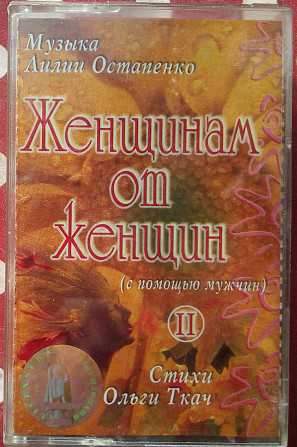 Музыка
Лилии Остапенко
Женщинам
от
женщин
(с помощью мужчин)
II
Стихи
Ольги Ткач